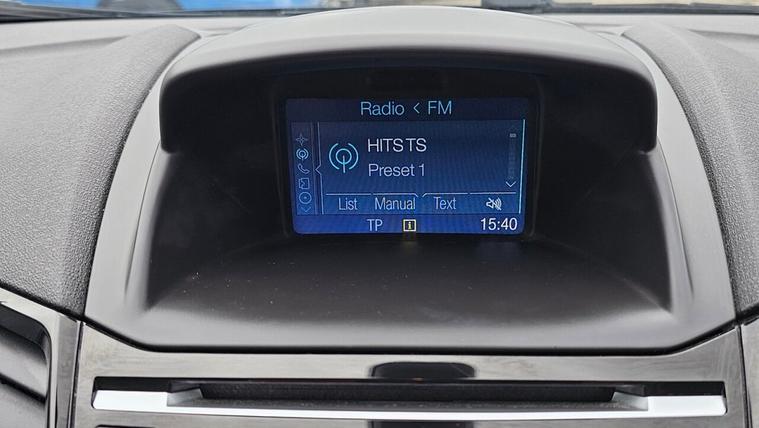 Radio < FM
HITS TS
Preset 1
List Manual Text
TP i 15:40